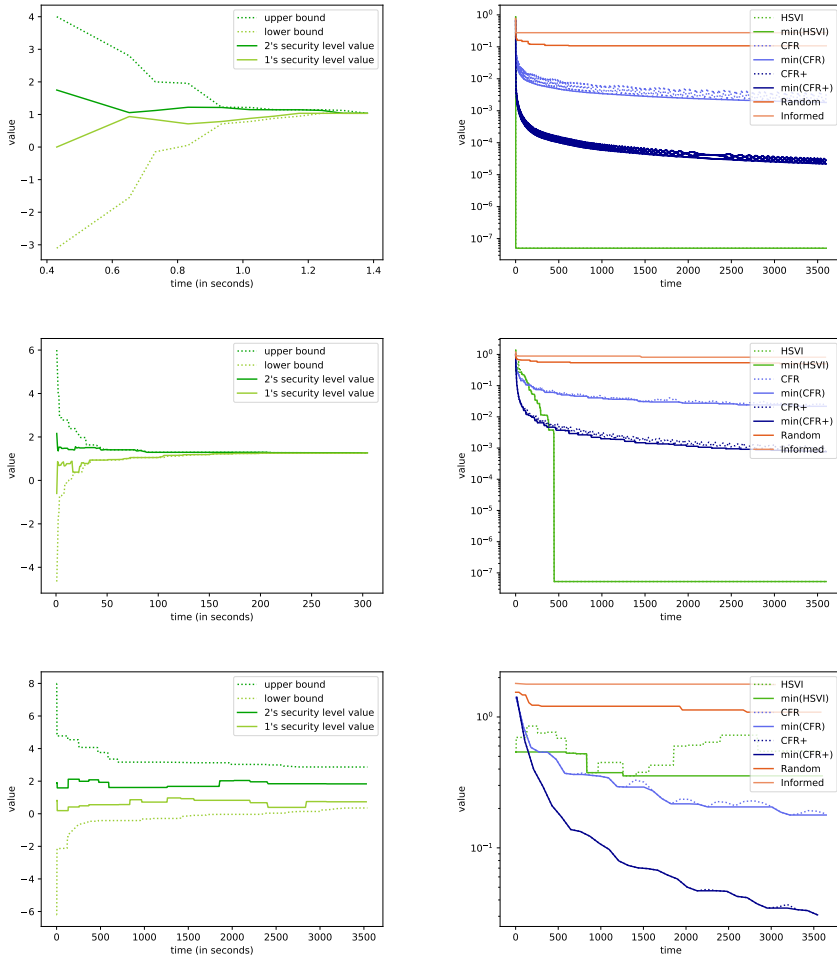 4
3
2
1
0
−1
−2
−3
value
0.4 0.6 0.8 1.0 1.2 1.4
time (in seconds)
upper bound
lower bound
2's security level value
1's security level value
10^0
10^−1
10^−2
10^−3
10^−4
10^−5
10^−6
10^−7
value
0 500 1000 1500 2000 2500 3000 3500
time
HSVI
min(HSVI)
CFR
min(CFR)
CFR+
min(CFR+)
Random
Informed
6
4
2
0
−2
−4
value
0 50 100 150 200 250 300
time (in seconds)
upper bound
lower bound
2's security level value
1's security level value
10^0
10^−1
10^−2
10^−3
10^−4
10^−5
10^−6
10^−7
value
0 500 1000 1500 2000 2500 3000 3500
time
HSVI
min(HSVI)
CFR
min(CFR)
CFR+
min(CFR+)
Random
Informed
8
6
4
2
0
−2
−4
−6
value
0 500 1000 1500 2000 2500 3000 3500
time (in seconds)
upper bound
lower bound
2's security level value
1's security level value
10^0
10^−1
value
0 500 1000 1500 2000 2500 3000 3500
time
HSVI
min(HSVI)
CFR
min(CFR)
CFR+
min(CFR+)
Random
Informed